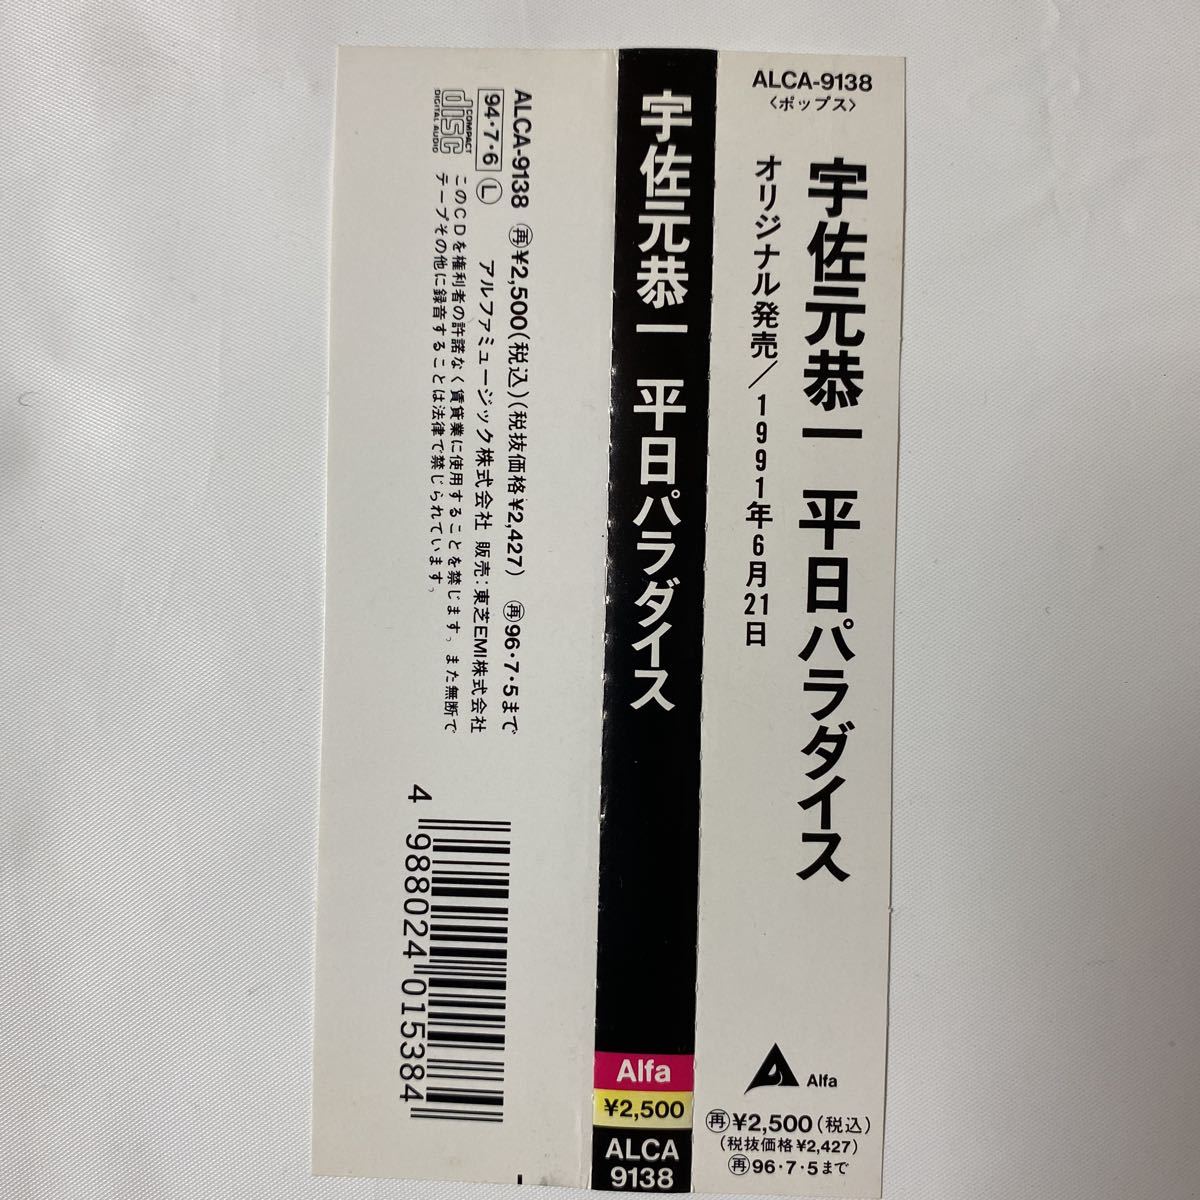 ALCA-9138
〈ポップス〉
宇佐元恭一 平日パラダイス
オリジナル発売／1991年6月21日
Alfa
㊣¥2,500(税込)
(税抜価格¥2,427)
再96・7・5まで
宇佐元恭一 平日パラダイス
Alfa
¥2,500
ALCA
9138
ALCA-9138 再¥2,500(税込)(税抜価格¥2,427) 再96・7・5まで
94・7・6 Ⓛ アルファミュージック株式会社 販売:東芝EMI株式会社
COMPACT
disc
DIGITAL AUDIO
このCDを権利者の許諾なく賃貸業に使用することを禁じます。また無断で
テープその他に録音することは法律で禁じられています。
4 988024 015384